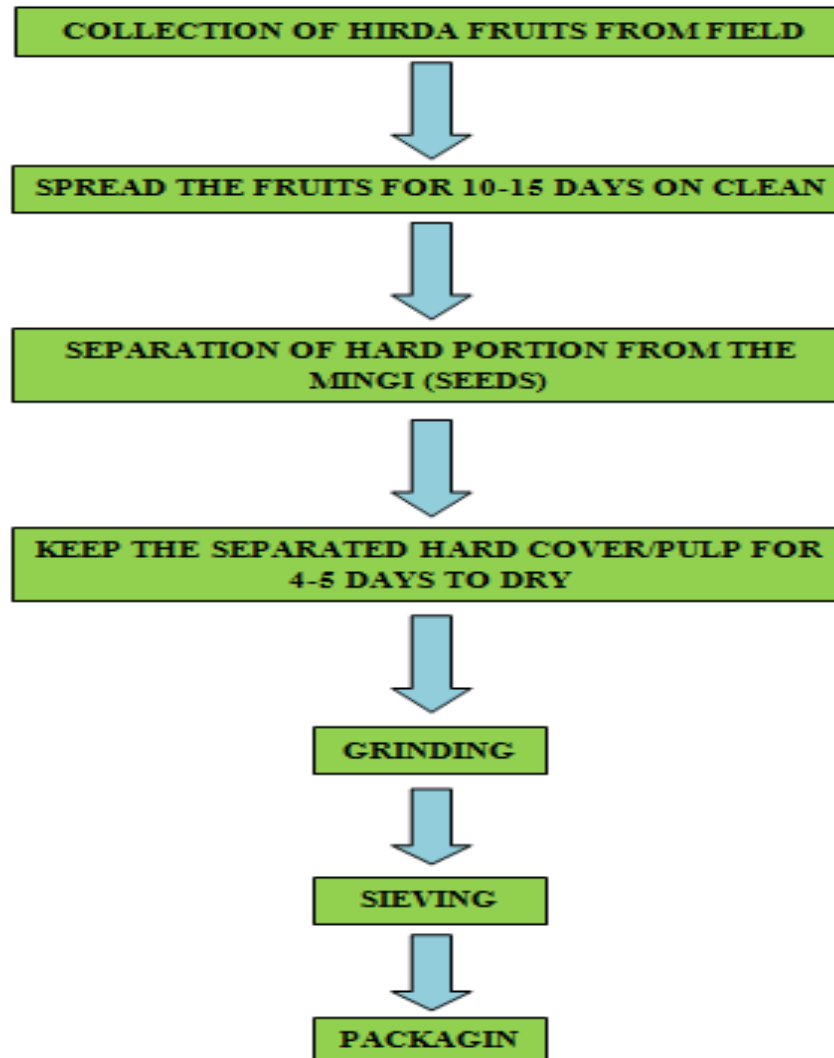 COLLECTION OF HIRDA FRUITS FROM FIELD
SPREAD THE FRUITS FOR 10-15 DAYS ON CLEAN
SEPARATION OF HARD PORTION FROM THE
MINGI (SEEDS)
KEEP THE SEPARATED HARD COVER/PULP FOR
4-5 DAYS TO DRY
GRINDING
SIEVING
PACKAGIN